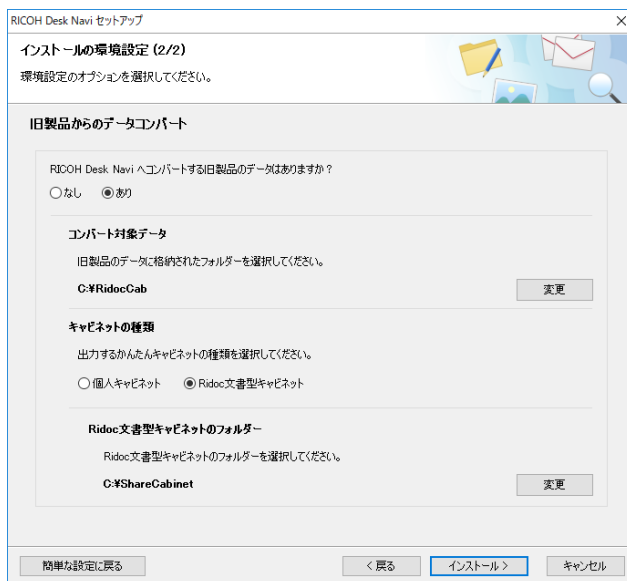 RICOH Desk Navi セットアップ
インストールの環境設定 (2/2)
環境設定のオプションを選択してください。
旧製品からのデータコンバート
RICOH Desk Navi へコンバートする旧製品のデータはありますか？
なし あり
コンバート対象データ
旧製品のデータに格納されたフォルダーを選択してください。
C:¥RidocCab 変更
キャビネットの種類
出力するかんたんキャビネットの種類を選択してください。
個人キャビネット Ridoc文書型キャビネット
Ridoc文書型キャビネットのフォルダー
Ridoc文書型キャビネットのフォルダーを選択してください。
C:¥ShareCabinet 変更
簡単な設定に戻る < 戻る インストール > キャンセル